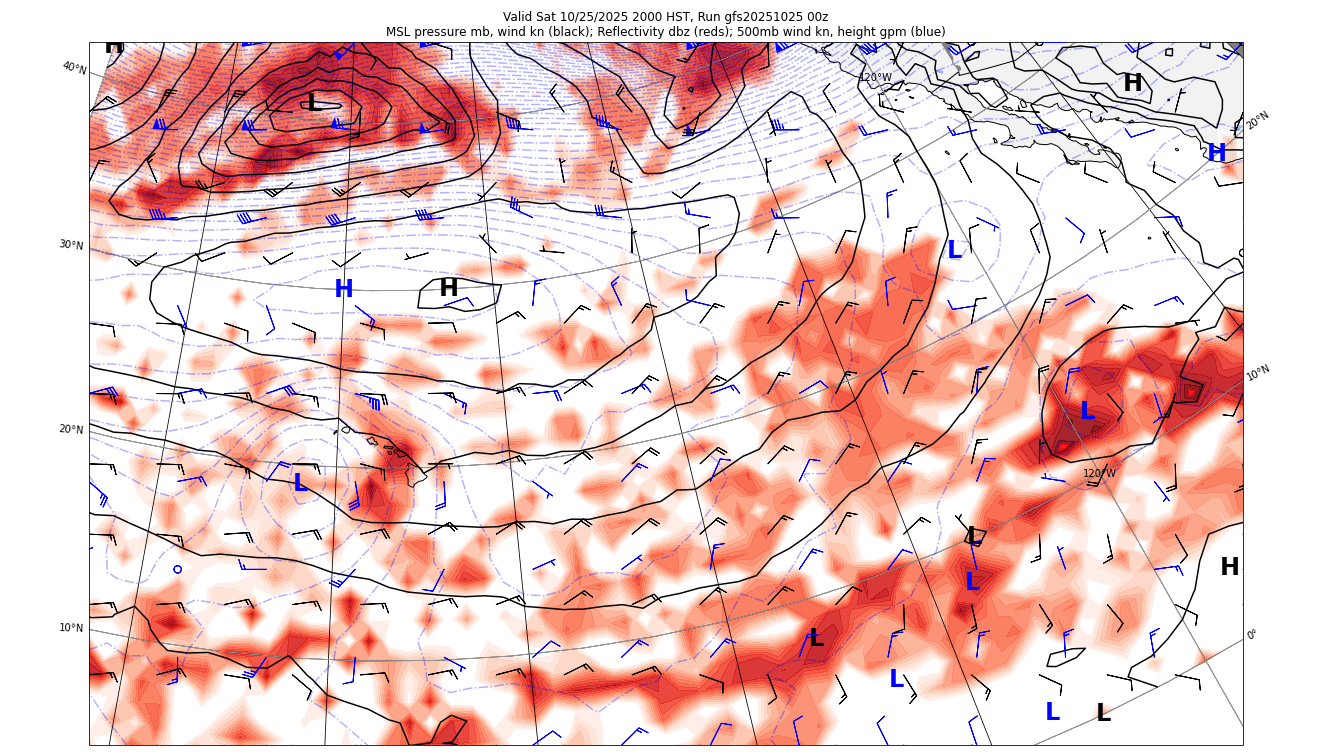 Valid Sat 10/25/2025 2000 HST, Run gfs20251025 00z
MSL pressure mb, wind kn (black); Reflectivity dbz (reds); 500mb wind kn, height gpm (blue)
H
40°N
120°W
H
L
20°N
H
30°N
L
H
H
10°N
L
20°N
120°W
L
L
H
L
10°N
0°
L
L
L
L